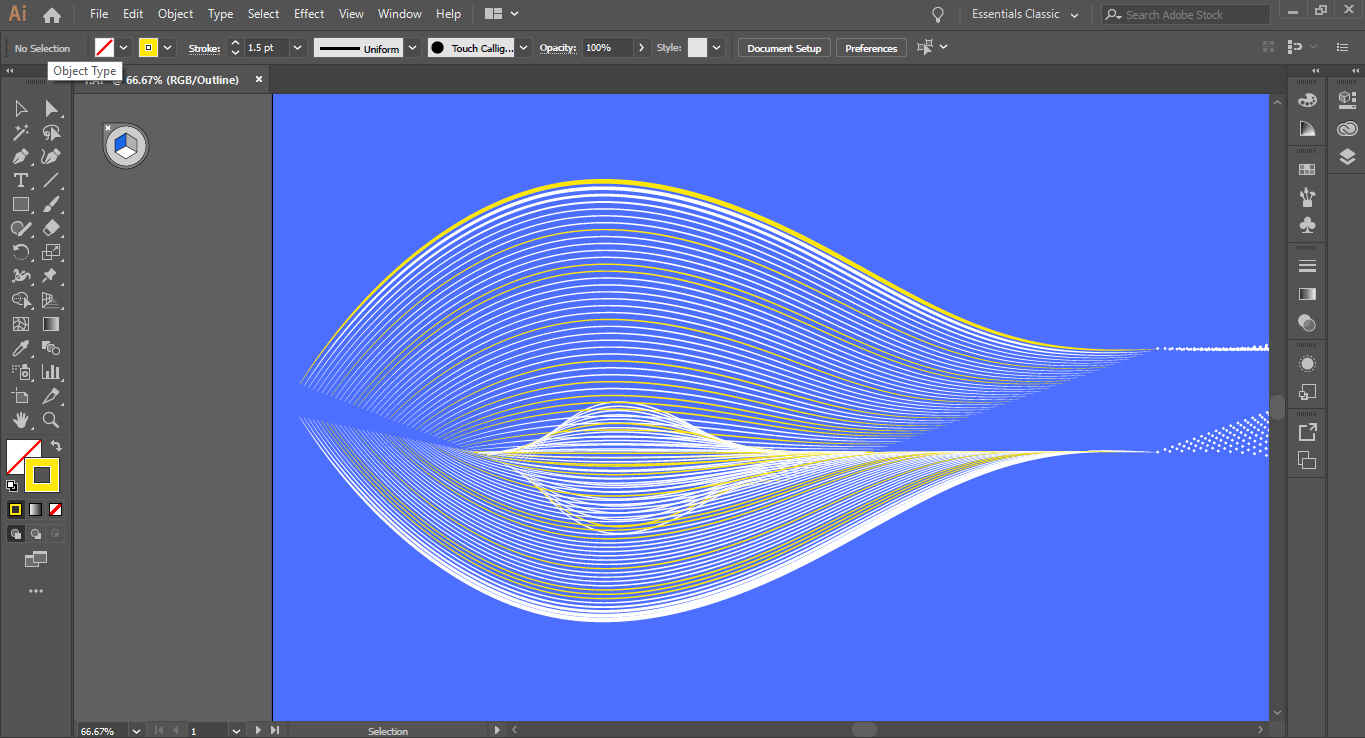 Ai File Edit Object Type Select Effect View Window Help Essentials Classic Search Adobe Stock
No Selection Stroke: 1.5 pt Uniform Touch Callig... Opacity: 100% Style: Document Setup Preferences
Object Type
@ 66.67% (RGB/Outline)
66.67% 1 Selection